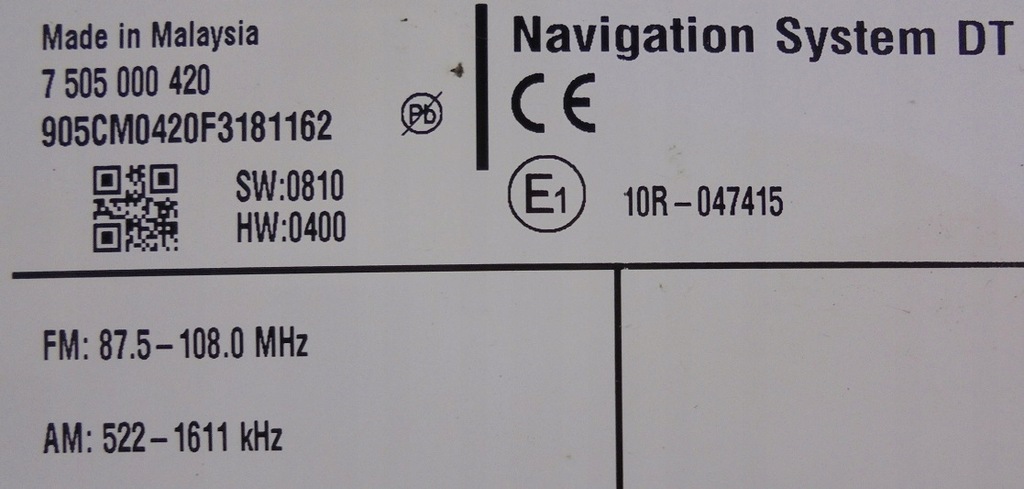 Made in Malaysia
7 505 000 420
905CM0420F3181162
Pb
SW:0810
HW:0400
Navigation System DT
CE
E1
10R-047415
FM: 87.5-108.0 MHz
AM: 522-1611 kHz